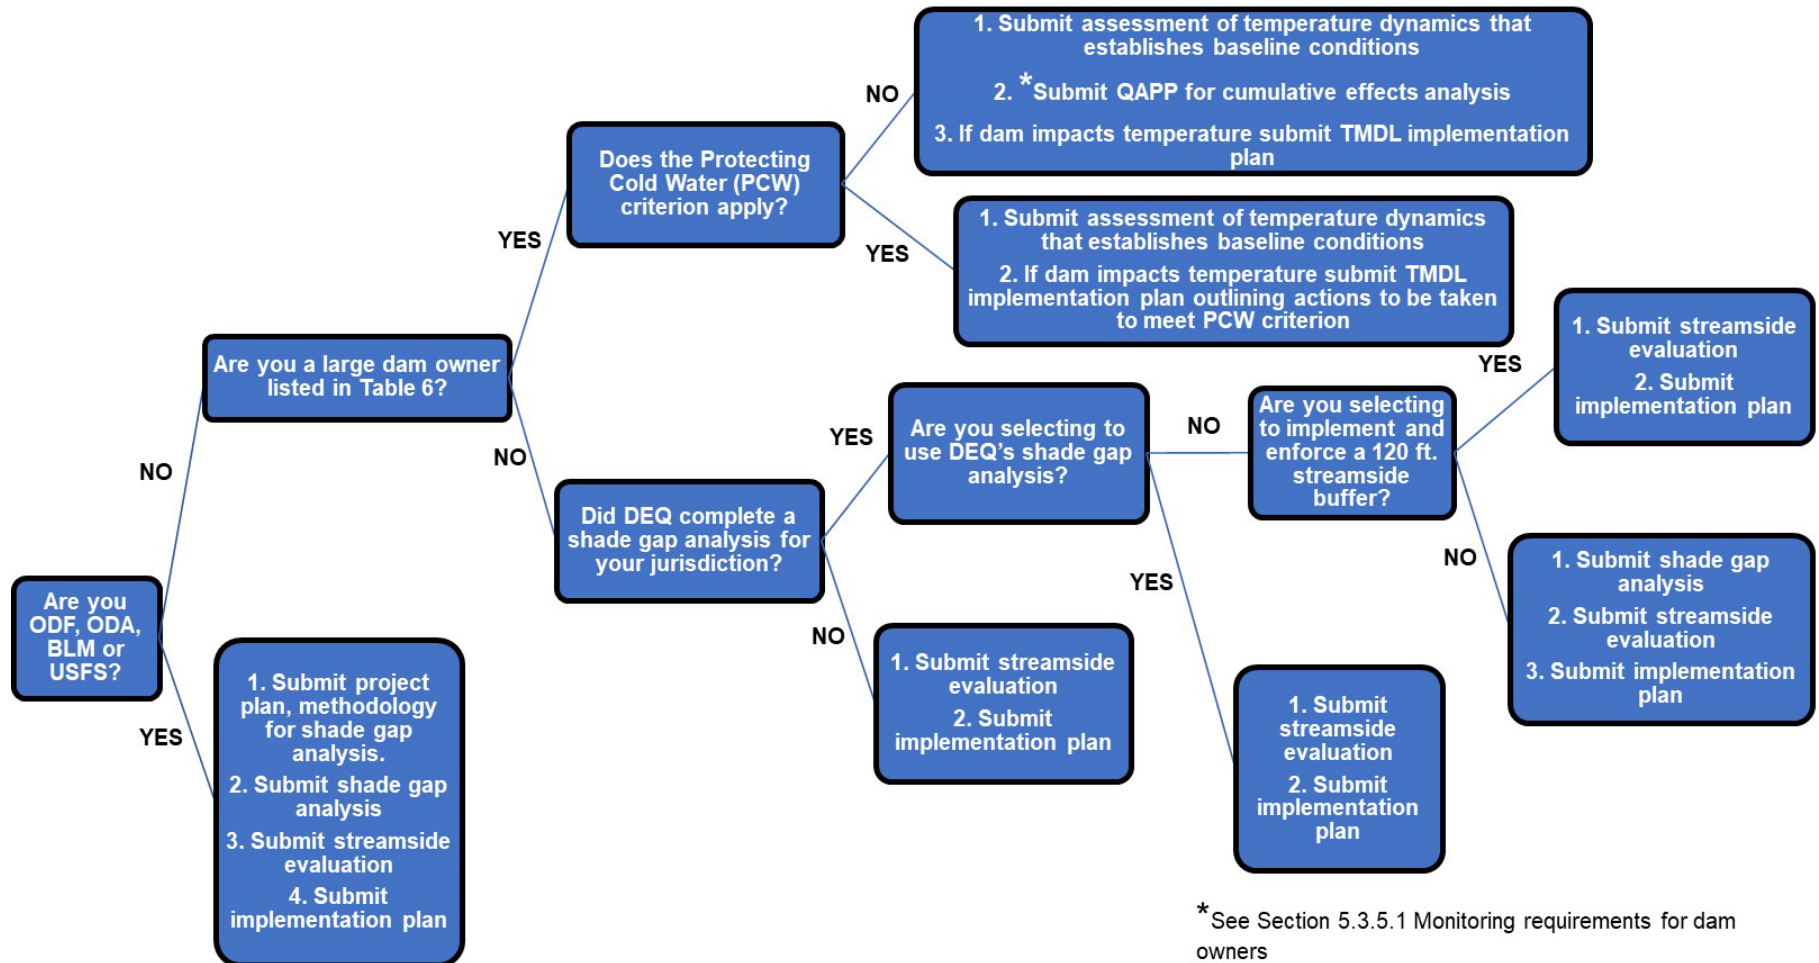 Are you
ODF, ODA,
BLM or
USFS?
NO
YES
Are you a large dam owner
listed in Table 6?
1. Submit project
plan, methodology
for shade gap
analysis.
2. Submit shade gap
analysis
3. Submit streamside
evaluation
4. Submit
implementation plan
YES
NO
Does the Protecting
Cold Water (PCW)
criterion apply?
NO
YES
1. Submit assessment of temperature dynamics that
establishes baseline conditions
2. *Submit QAPP for cumulative effects analysis
3. If dam impacts temperature submit TMDL implementation
plan
1. Submit assessment of temperature dynamics
that establishes baseline conditions
2. If dam impacts temperature submit TMDL
implementation plan outlining actions to be taken
to meet PCW criterion
Did DEQ complete a
shade gap analysis for
your jurisdiction?
YES
NO
Are you selecting to
use DEQ's shade gap
analysis?
1. Submit streamside
evaluation
2. Submit
implementation plan
NO
YES
Are you selecting
to implement and
enforce a 120 ft.
streamside
buffer?
1. Submit
streamside
evaluation
2. Submit
implementation
plan
YES
NO
1. Submit streamside
evaluation
2. Submit
implementation plan
1. Submit shade gap
analysis
2. Submit streamside
evaluation
3. Submit implementation
plan
*See Section 5.3.5.1 Monitoring requirements for dam
owners